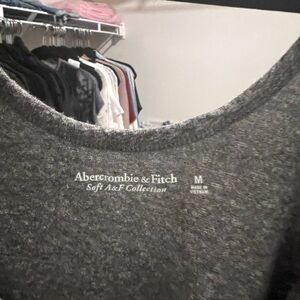 Abercrombie & Fitch
Soft A&F Collection
M
MADE IN
VIETNAM